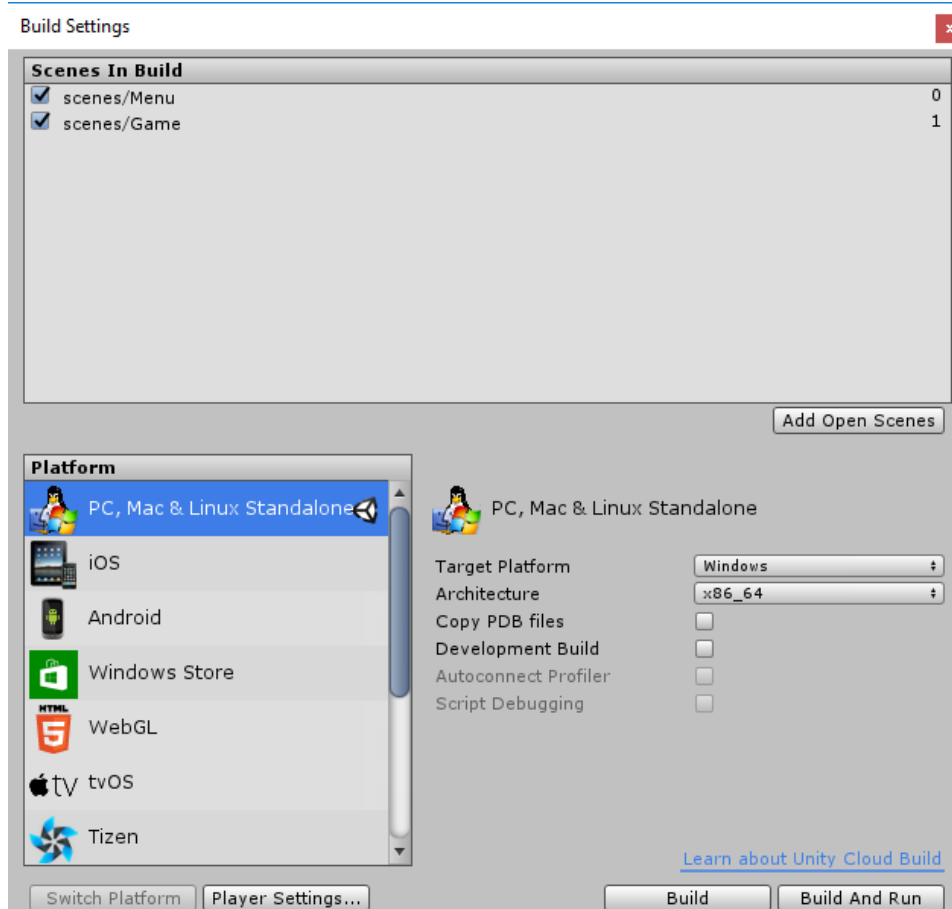 Build Settings
x
Scenes In Build
scenes/Menu 0
scenes/Game 1
Add Open Scenes
Platform
PC, Mac & Linux Standalone
iOS
Android
Windows Store
HTML
5
WebGL
tv
tvOS
Tizen
PC, Mac & Linux Standalone
Target Platform Windows
Architecture x86_64
Copy PDB files
Development Build
Autoconnect Profiler
Script Debugging
Learn about Unity Cloud Build
Switch Platform Player Settings... Build Build And Run